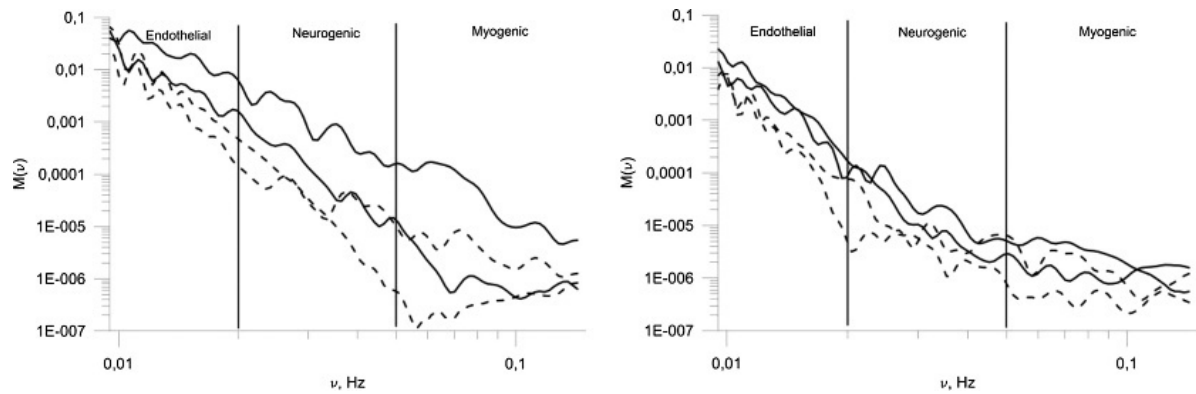 0,1
Endothelial Neurogenic Myogenic
0,01
0,001
M(ν)
0,0001
1E-005
1E-006
1E-007
0,01 0,1
ν, Hz
0,1
Endothelial Neurogenic Myogenic
0,01
0,001
M(ν)
0,0001
1E-005
1E-006
1E-007
0,01 0,1
ν, Hz